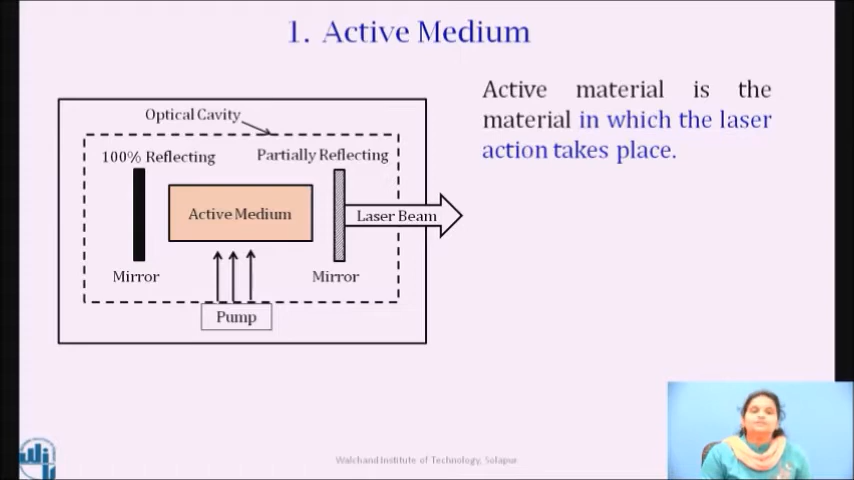 1. Active Medium
Active material is the
material in which the laser
action takes place.
Optical Cavity
100% Reflecting
Partially Reflecting
Active Medium
Laser Beam
Mirror
Mirror
Pump
Walchand Institute of Technology, Solapur